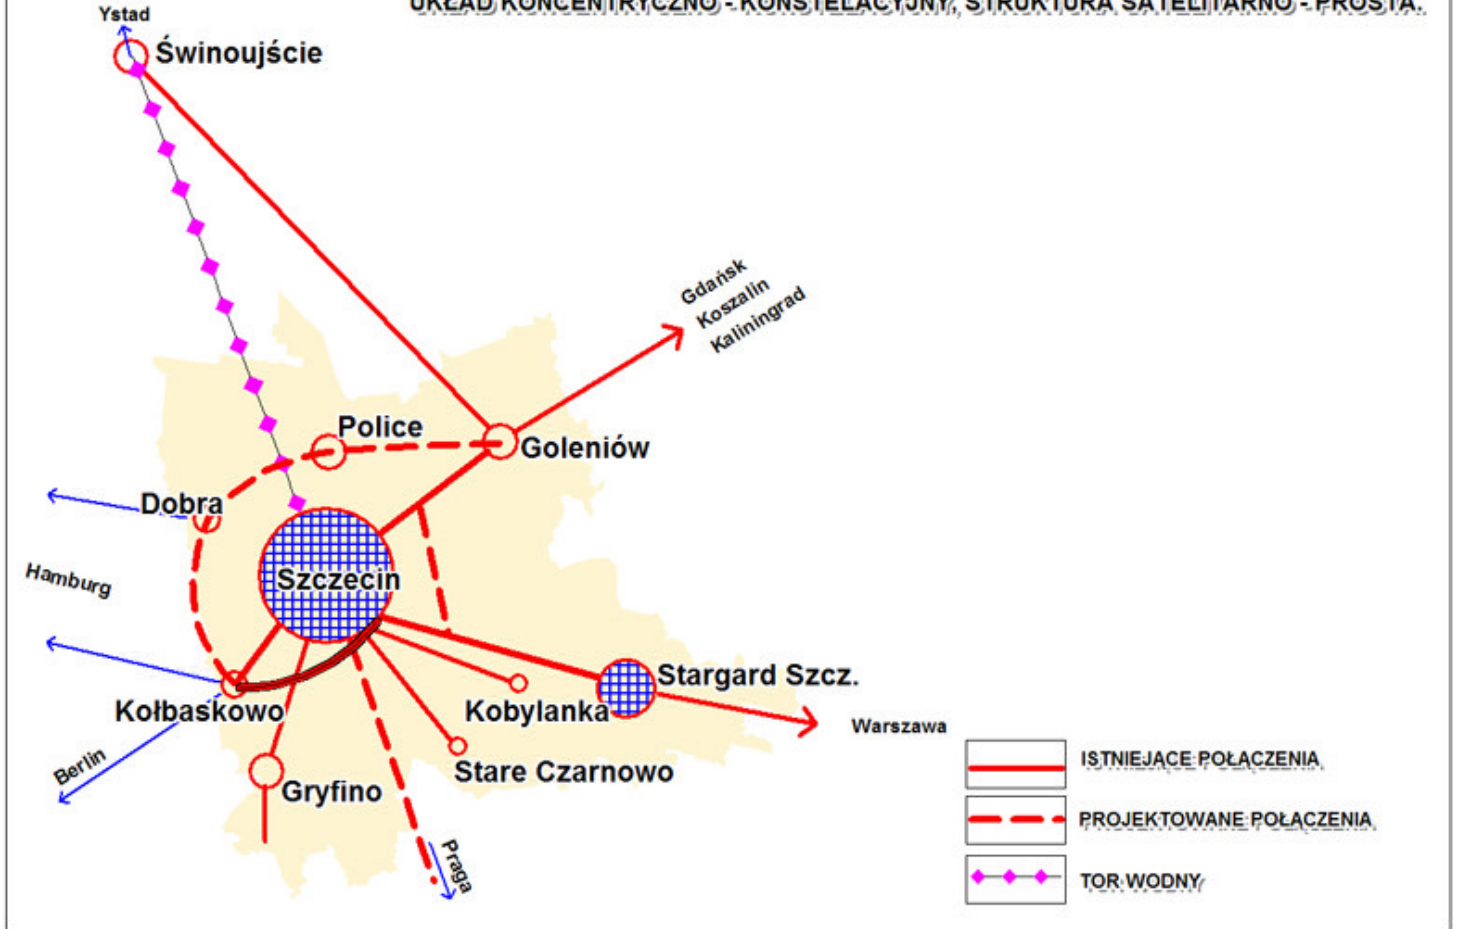 UKŁAD KONCENTRYCZNO - KONSTELACYJNY, STRUKTURA SATELITARNO - PROSTA.
Ystad
Świnoujście
Gdańsk
Koszalin
Kaliningrad
Police
Goleniów
Dobra
Szczecin
Hamburg
Stargard Szcz.
Kołbaskowo
Kobylanka
Warszawa
Berlin
Stare Czarnowo
Gryfino
Praga
ISTNIEJĄCE POŁĄCZENIA
PROJEKTOWANE POŁĄCZENIA
TOR WODNY